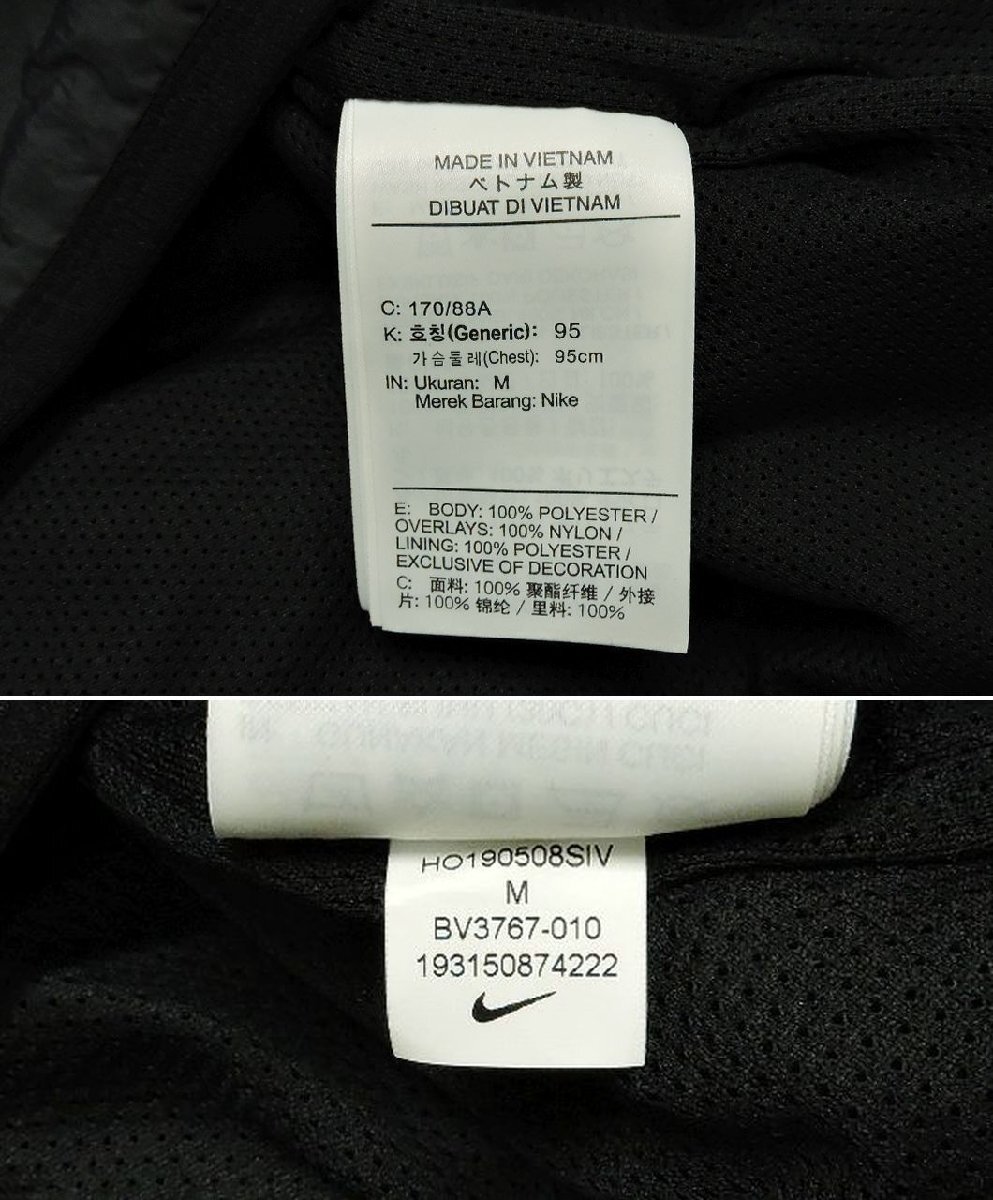 MADE IN VIETNAM
ベトナム製
DIBUAT DI VIETNAM
C: 170/88A
K: 호칭(Generic): 95
가슴둘레(Chest): 95cm
IN: Ukuran: M
Merek Barang: Nike
E: BODY: 100% POLYESTER /
OVERLAYS: 100% NYLON /
LINING: 100% POLYESTER /
EXCLUSIVE OF DECORATION
C: 面料: 100% 聚酯纤维 / 外接
片: 100% 锦纶 / 里料: 100%
HO190508SIV
M
BV3767-010
193150874222